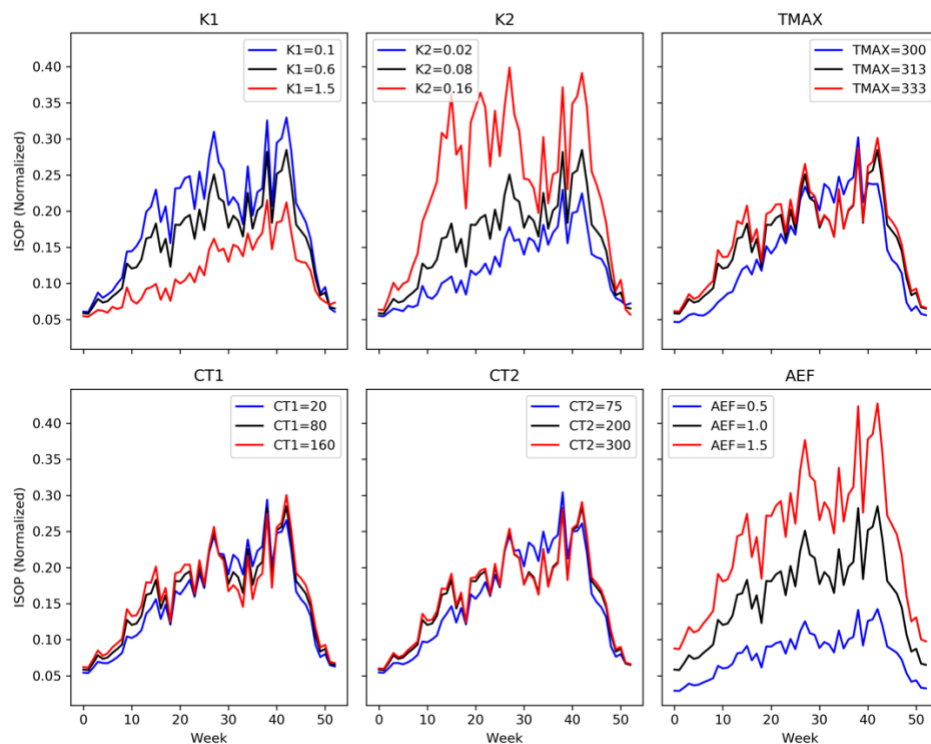 K1
K2
TMAX
ISOP (Normalized)
0.40
0.35
0.30
0.25
0.20
0.15
0.10
0.05
K1=0.1
K1=0.6
K1=1.5
K2=0.02
K2=0.08
K2=0.16
TMAX=300
TMAX=313
TMAX=333
CT1
CT2
AEF
ISOP (Normalized)
0.40
0.35
0.30
0.25
0.20
0.15
0.10
0.05
CT1=20
CT1=80
CT1=160
CT2=75
CT2=200
CT2=300
AEF=0.5
AEF=1.0
AEF=1.5
0 10 20 30 40 50
0 10 20 30 40 50
0 10 20 30 40 50
Week
Week
Week